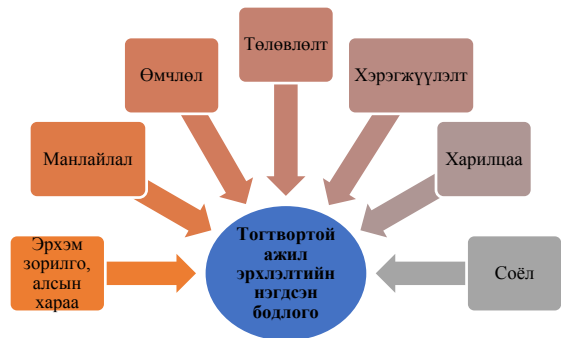 Төлөвлөлт
Өмчлөл
Хэрэгжүүлэлт
Манлайлал
Харилцаа
Эрхэм
зорилго,
алсын
хараа
Тогтвортой
ажил
эрхлэлтийн
нэгдсэн
бодлого
Соёл